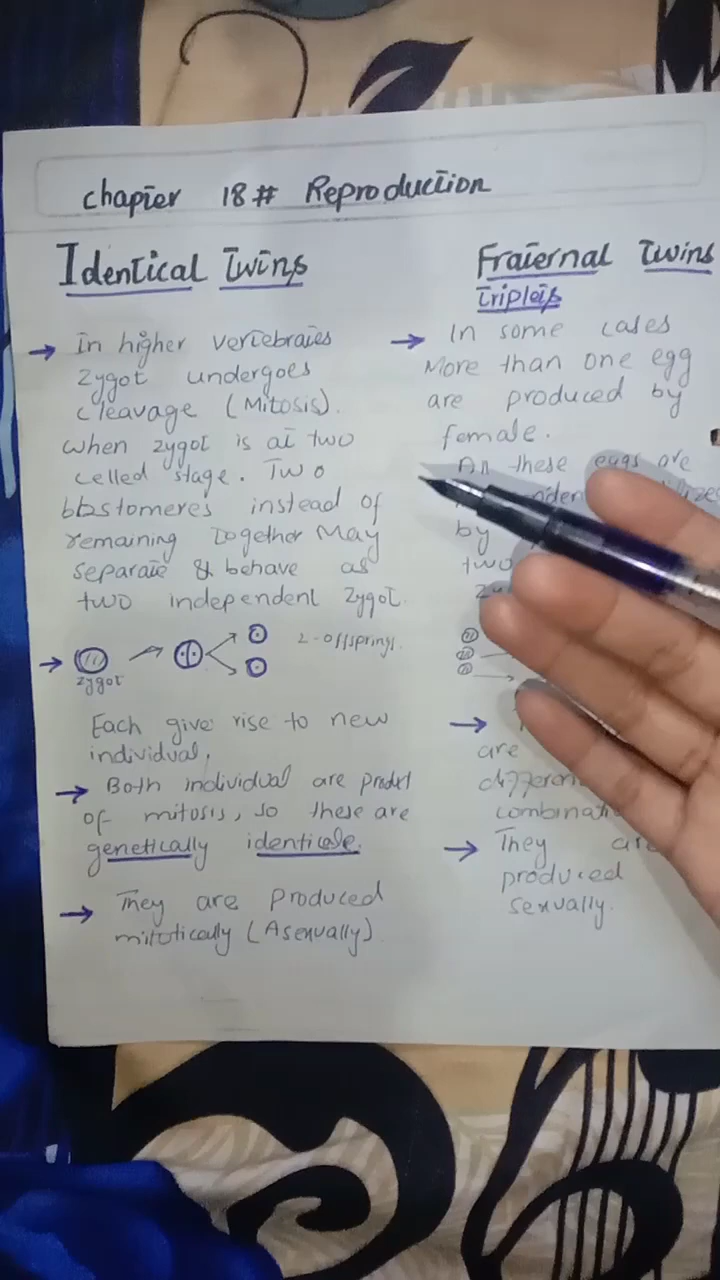 chapter 18# Reproduction
Identical Twins
→ In higher vertebrates
zygot undergoes
cleavage (Mitosis).
when zygot is at two
celled stage. Two
blastomeres instead of
remaining together May
separate & behave as
two independent zygot.
→ 2-offsprings.
zygot
Each give rise to new
individual,
→ Both individual are product
of mitosis, so these are
genetically identicale.
→ They are produced
mitotically (Asexually)
Fraternal Twins
Triplets
→ In some cases
More than one egg
are produced by
female.
All these eggs are
by
two
→
are
different
combinati
→ They are
produced
sexually.